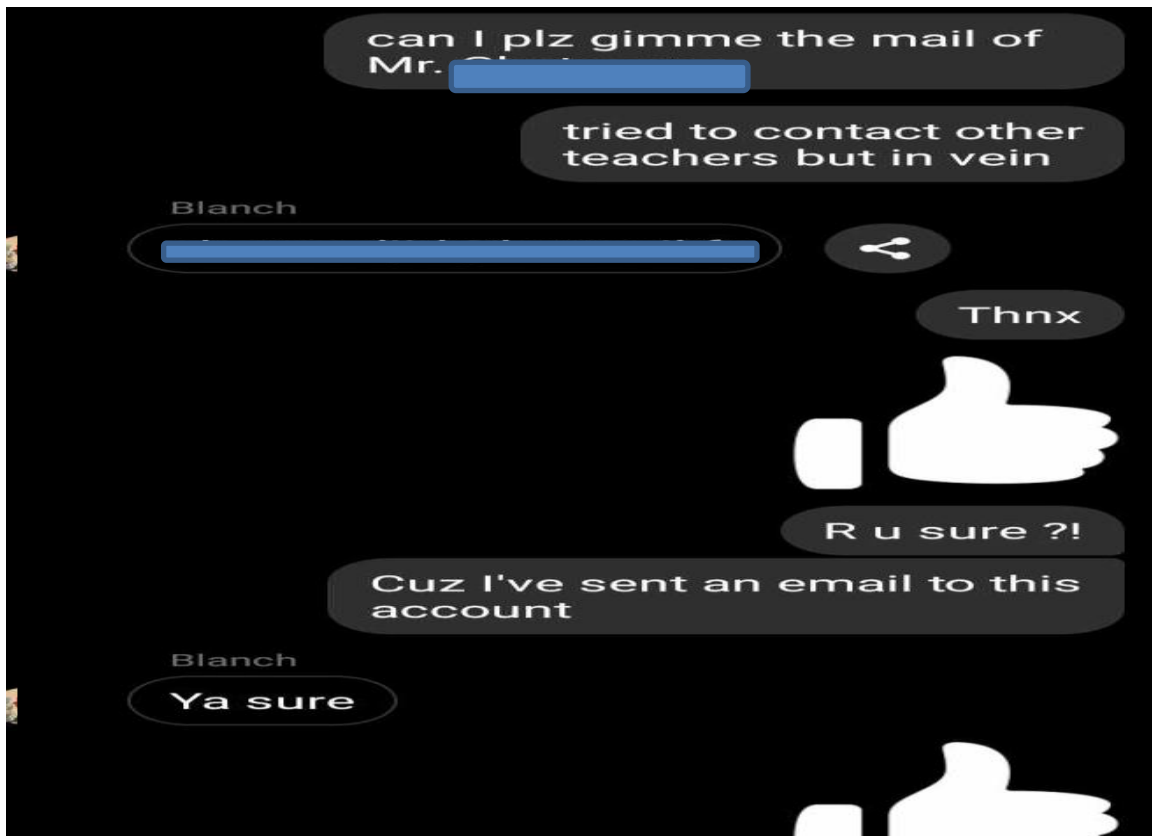 can I plz gimme the mail of
Mr.
tried to contact other
teachers but in vein
Blanch
Thnx
R u sure ?!
Cuz I've sent an email to this
account
Blanch
Ya sure